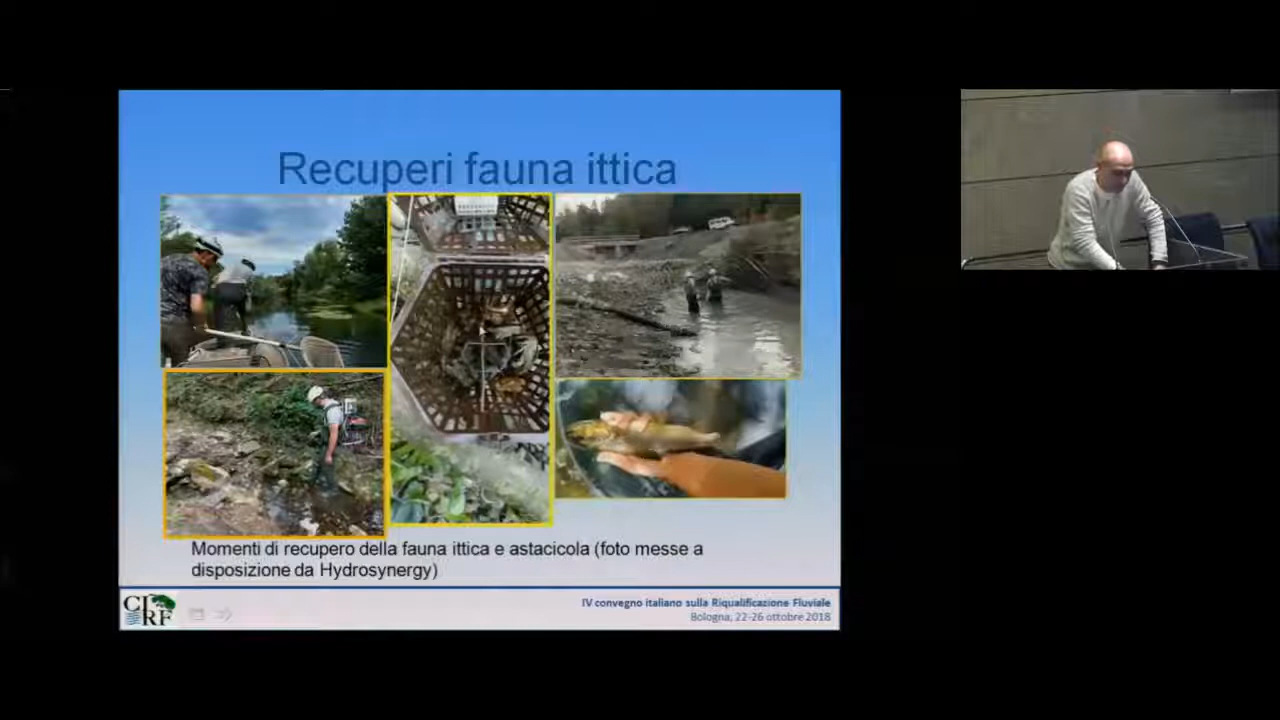 Recuperi fauna ittica
Momenti di recupero della fauna ittica e astacicola (foto messe a
disposizione da Hydrosynergy)
CIRF
IV convegno italiano sulla Riqualificazione Fluviale
Bologna, 22-26 ottobre 2018